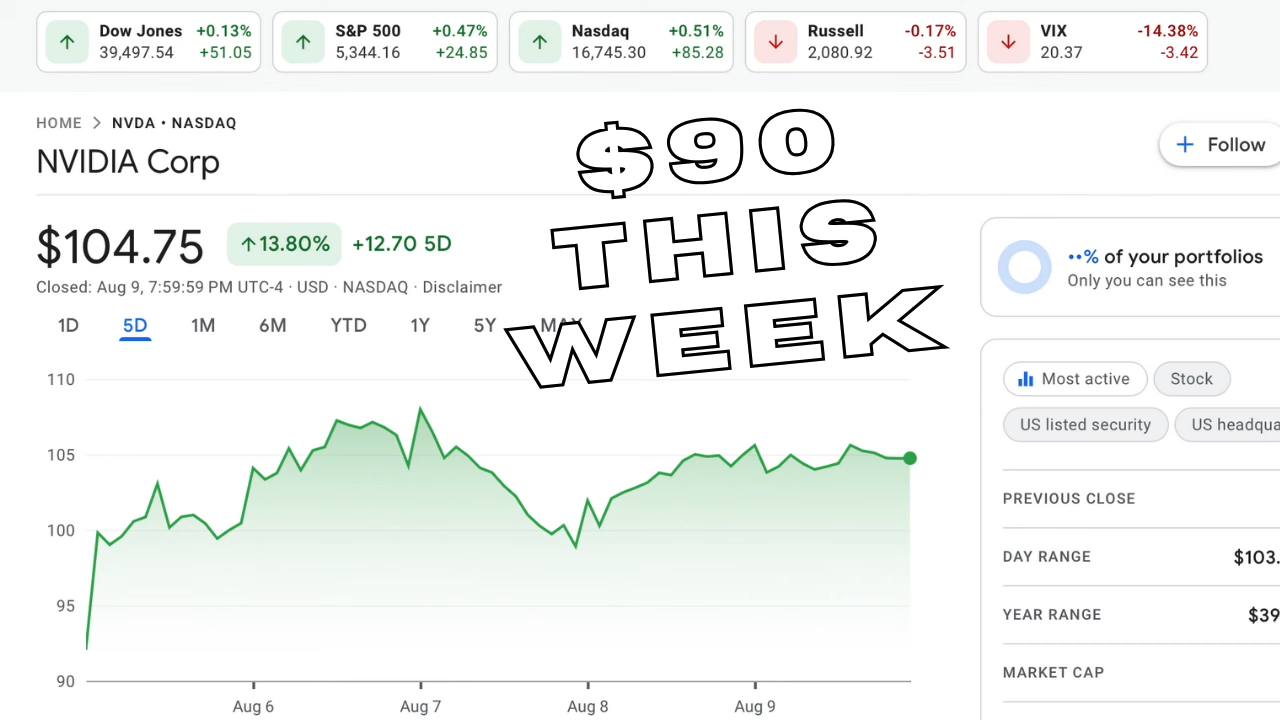 Dow Jones +0.13%
39,497.54 +51.05
S&P 500 +0.47%
5,344.16 +24.85
Nasdaq +0.51%
16,745.30 +85.28
Russell -0.17%
2,080.92 -3.51
VIX -14.38%
20.37 -3.42
HOME > NVDA • NASDAQ
NVIDIA Corp
+ Follow
$90
THIS
WEEK
$104.75 ↑13.80% +12.70 5D
Closed: Aug 9, 7:59:59 PM UTC-4 · USD · NASDAQ · Disclaimer
1D 5D 1M 6M YTD 1Y 5Y MAX
110
105
100
95
90
Aug 6 Aug 7 Aug 8 Aug 9
••% of your portfolios
Only you can see this
Most active Stock
US listed security US headqua
PREVIOUS CLOSE
DAY RANGE $103.
YEAR RANGE $39
MARKET CAP